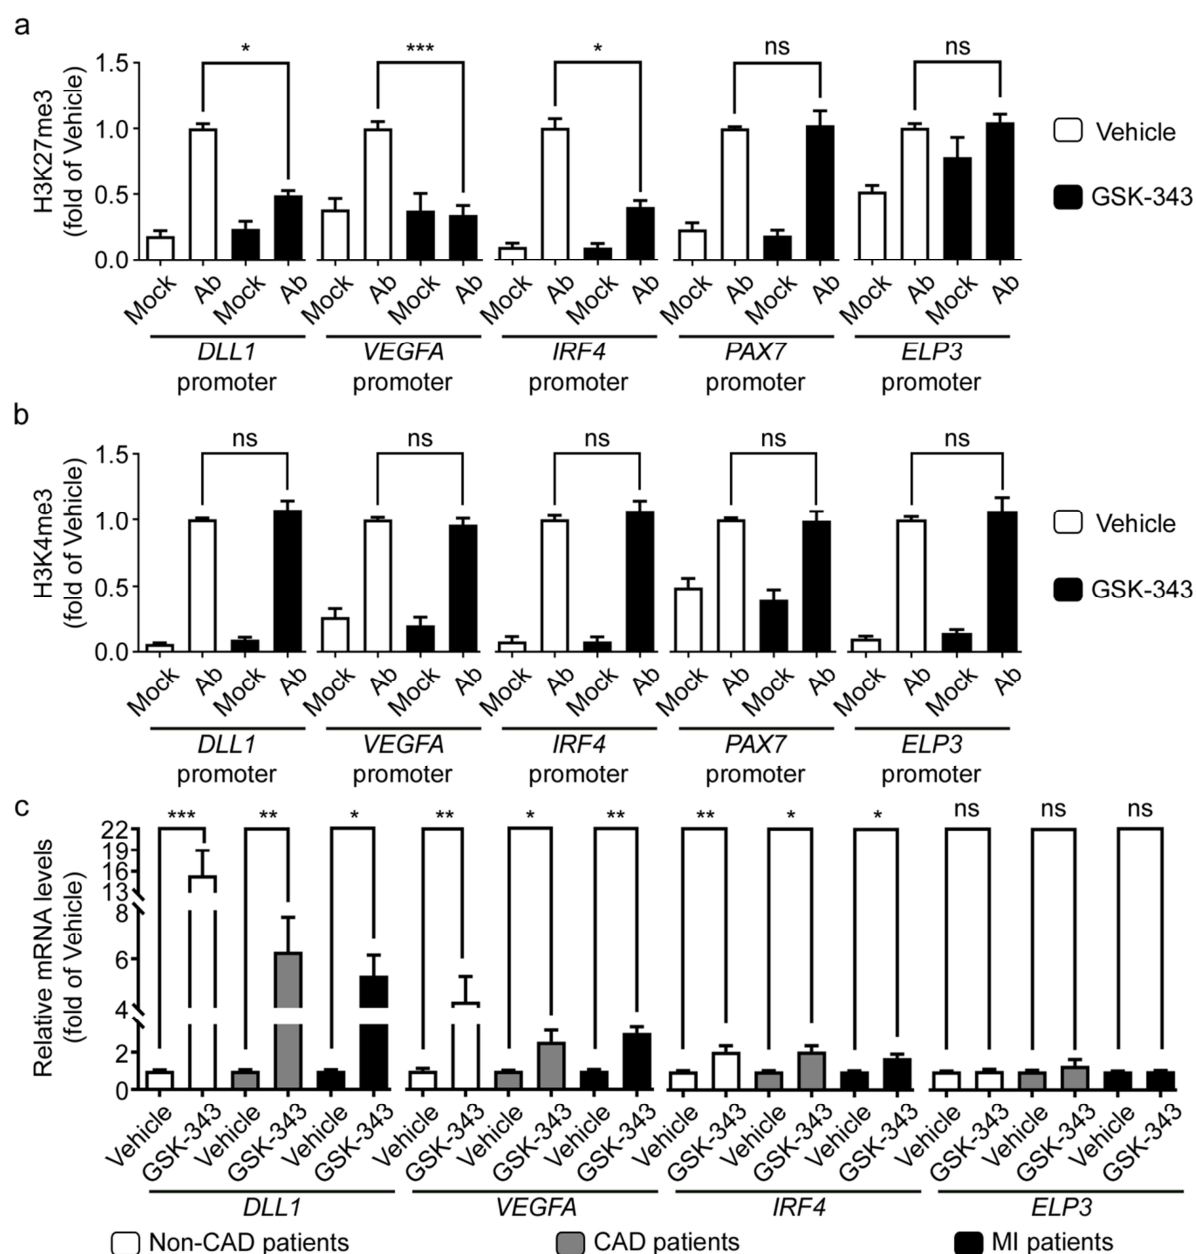 a
* *** * ns ns
H3K27me3
(fold of Vehicle)
1.5
1.0
0.5
0.0
Vehicle
GSK-343
Mock Ab Mock Ab Mock Ab Mock Ab Mock Ab Mock Ab Mock Ab Mock Ab Mock Ab Mock Ab
DLL1 VEGFA IRF4 PAX7 ELP3
promoter promoter promoter promoter promoter
b
ns ns ns ns ns
H3K4me3
(fold of Vehicle)
1.5
1.0
0.5
0.0
Vehicle
GSK-343
Mock Ab Mock Ab Mock Ab Mock Ab Mock Ab Mock Ab Mock Ab Mock Ab Mock Ab Mock Ab
DLL1 VEGFA IRF4 PAX7 ELP3
promoter promoter promoter promoter promoter
c
*** ** * ** * ** ** * * ns ns ns
Relative mRNA levels
(fold of Vehicle)
22
19
16
13
8
6
4
2
0
Vehicle GSK-343 Vehicle GSK-343 Vehicle GSK-343 Vehicle GSK-343 Vehicle GSK-343 Vehicle GSK-343 Vehicle GSK-343 Vehicle GSK-343 Vehicle GSK-343 Vehicle GSK-343 Vehicle GSK-343 Vehicle GSK-343
DLL1 VEGFA IRF4 ELP3
Non-CAD patients CAD patients MI patients